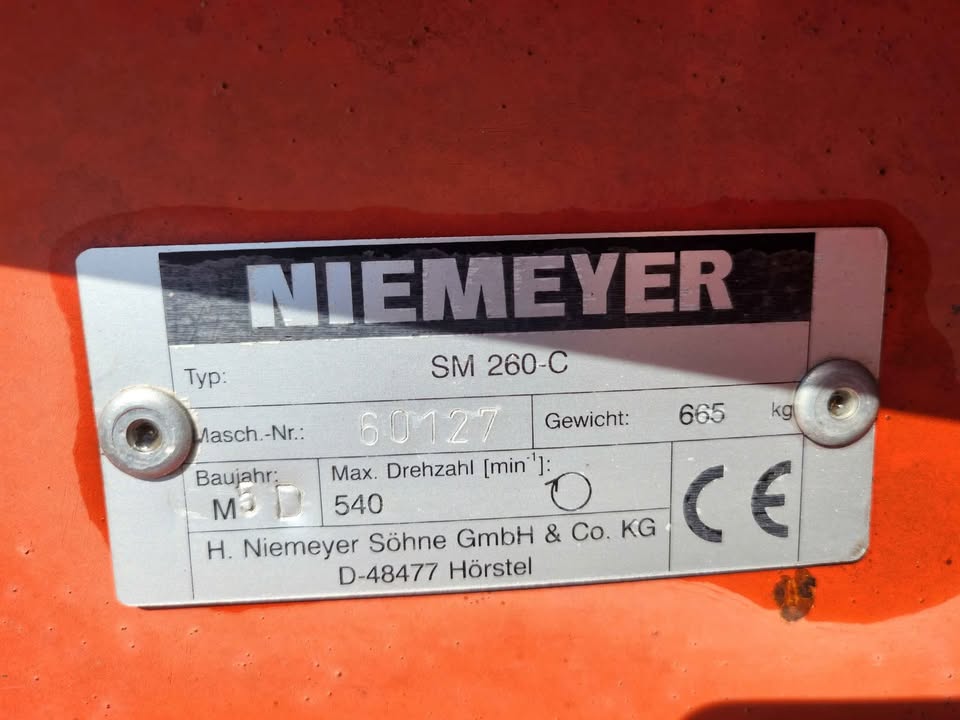 NIEMEYER
Typ: SM 260-C
Masch.-Nr.: 60127 Gewicht: 665 kg
Baujahr: Max. Drehzahl [min⁻¹]:
M5D 540
CE
H. Niemeyer Söhne GmbH & Co. KG
D-48477 Hörstel